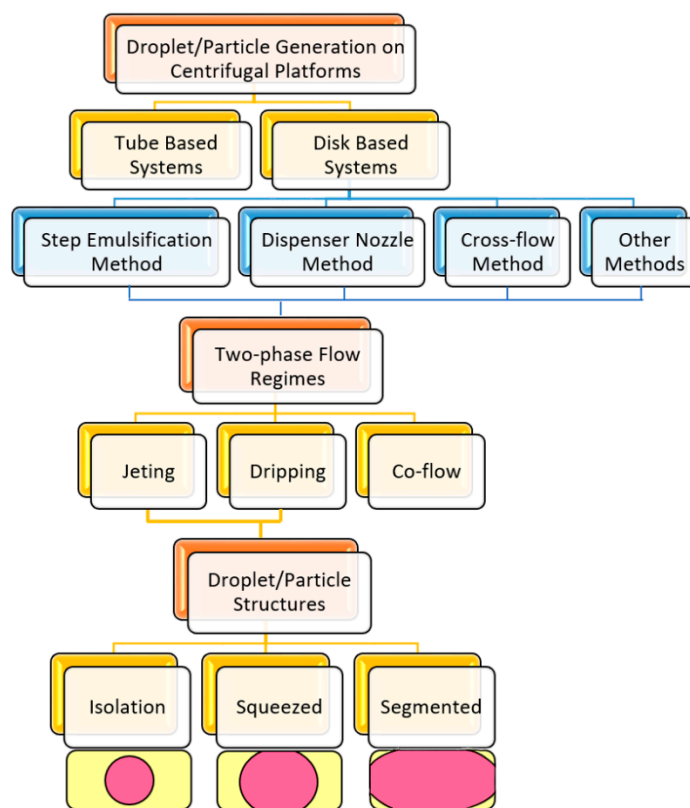 Droplet/Particle Generation on
Centrifugal Platforms
Tube Based
Systems
Disk Based
Systems
Step Emulsification
Method
Dispenser Nozzle
Method
Cross-flow
Method
Other
Methods
Two-phase Flow
Regimes
Jeting
Dripping
Co-flow
Droplet/Particle
Structures
Isolation
Squeezed
Segmented